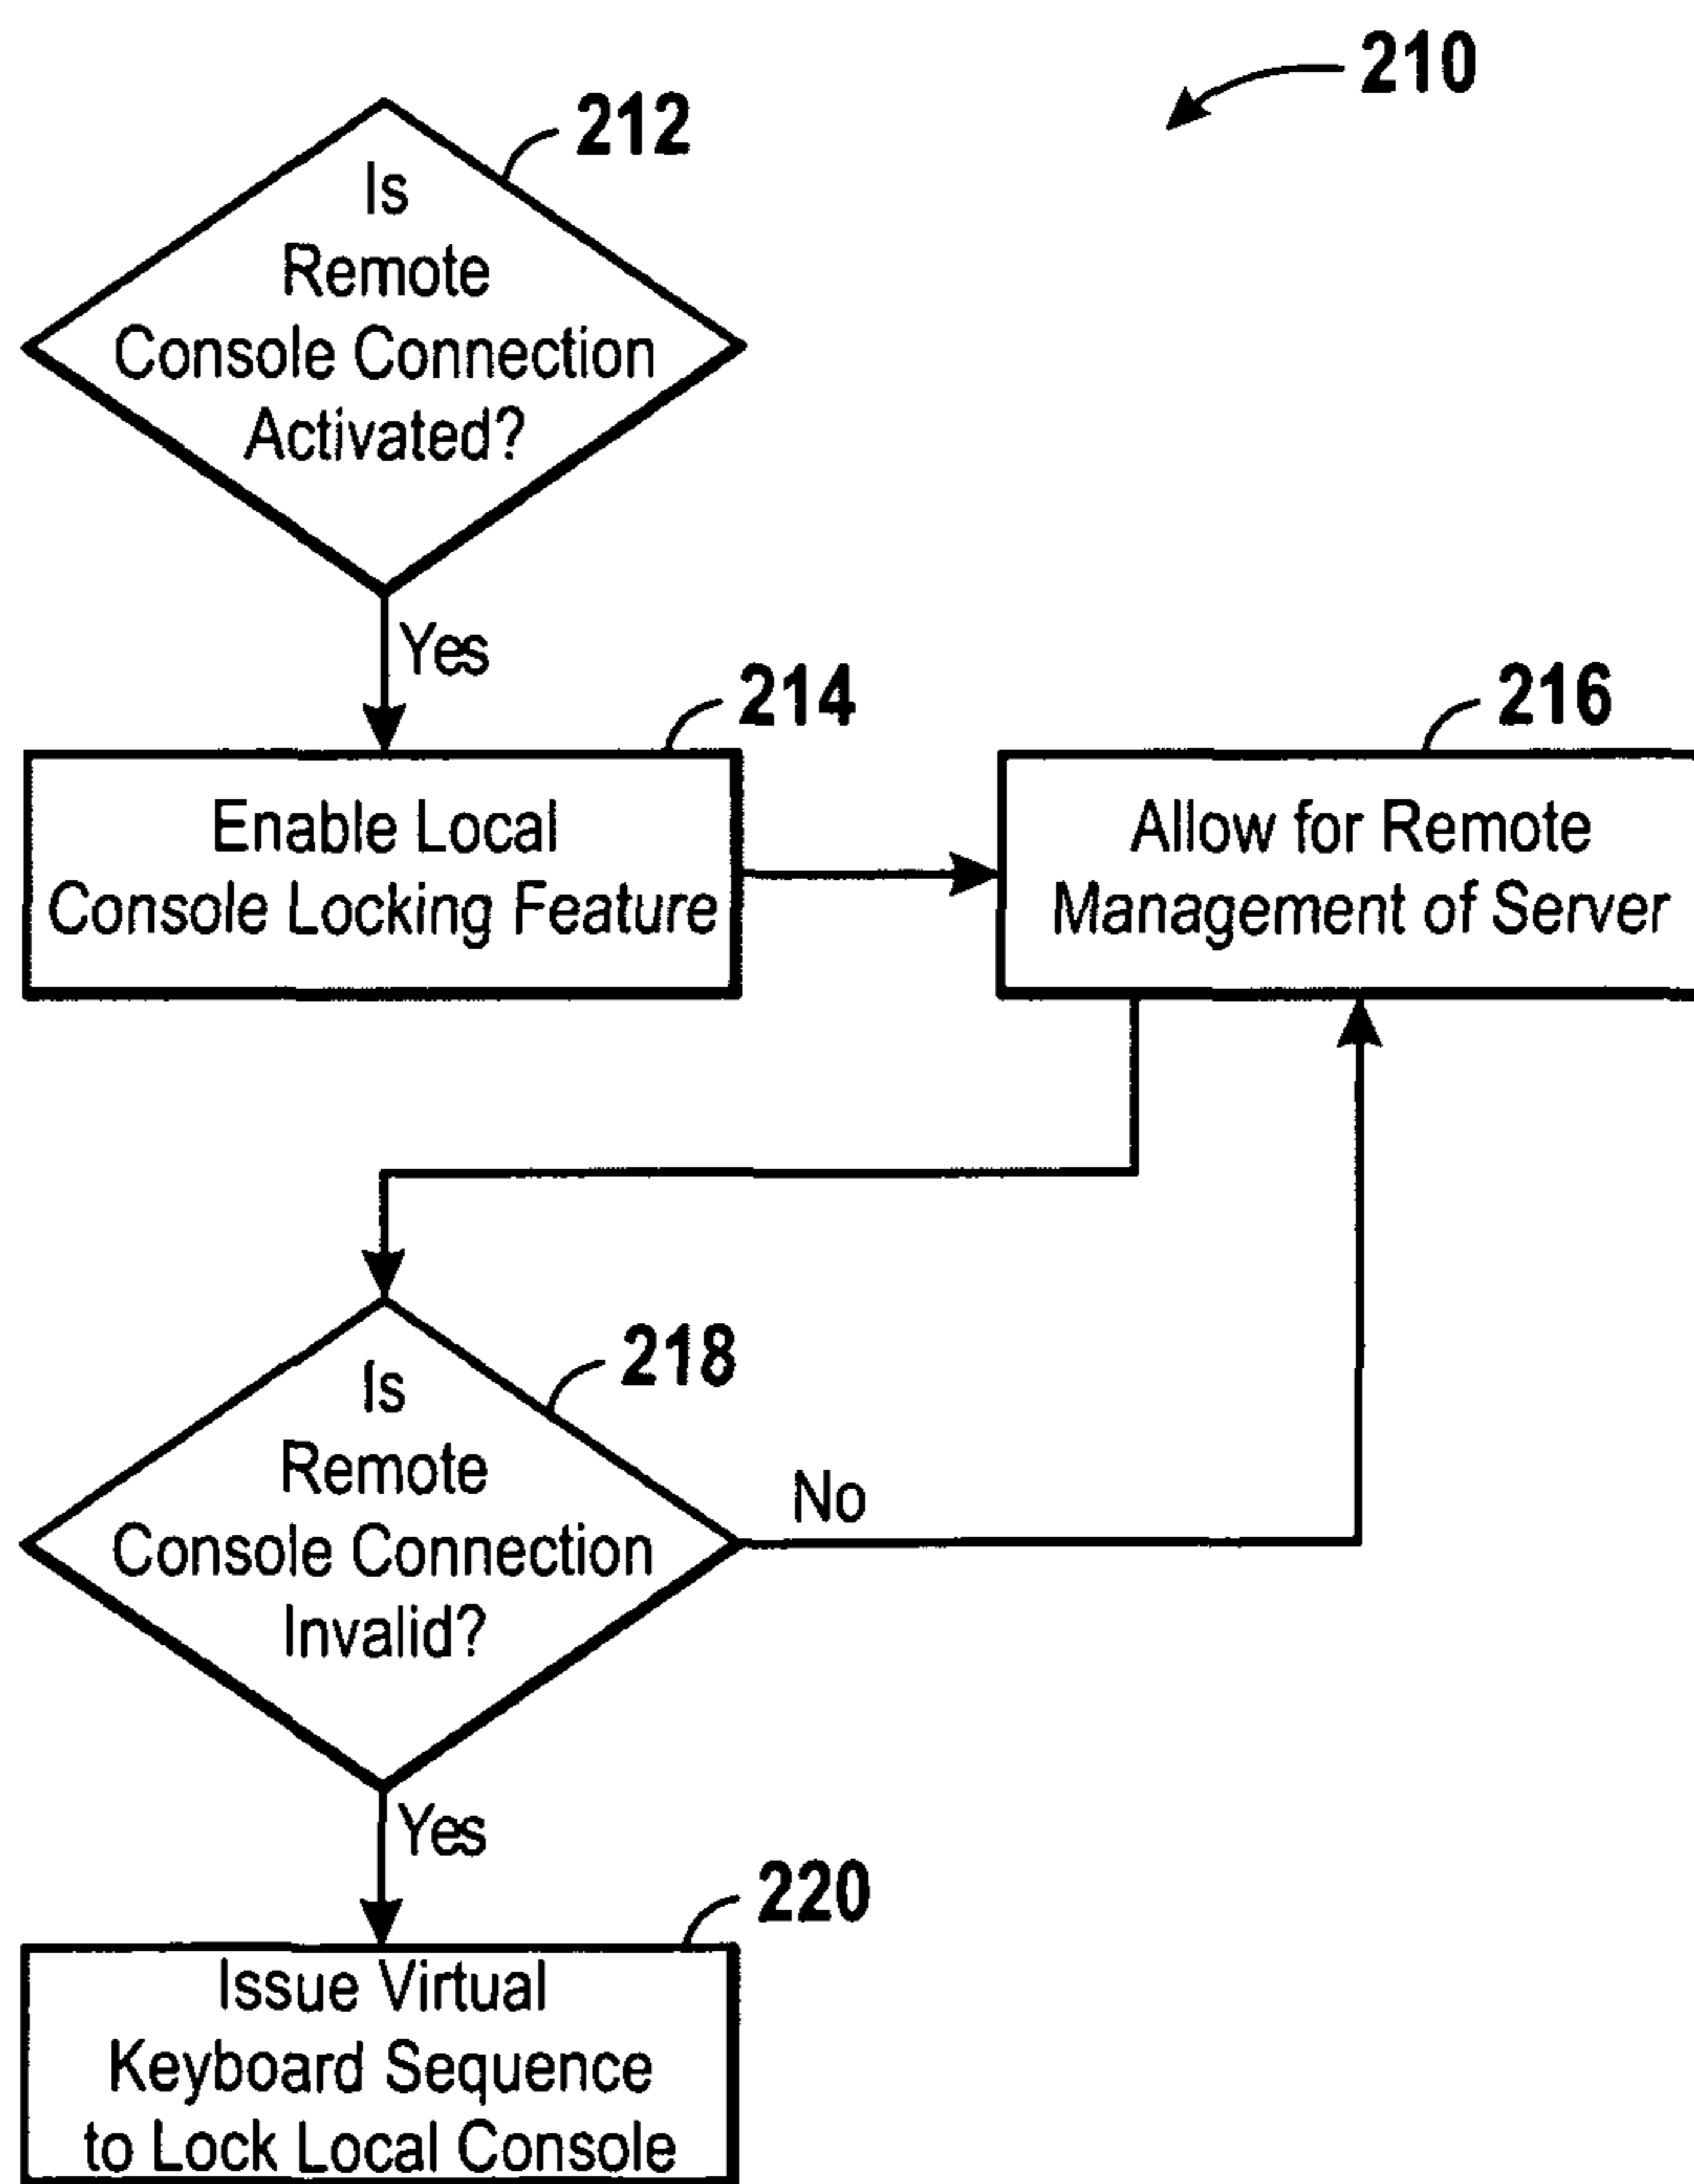 210
212
Is
Remote
Console Connection
Activated?
Yes
214
Enable Local
Console Locking Feature
216
Allow for Remote
Management of Server
218
Is
Remote
Console Connection
Invalid?
No
Yes
220
Issue Virtual
Keyboard Sequence
to Lock Local Console